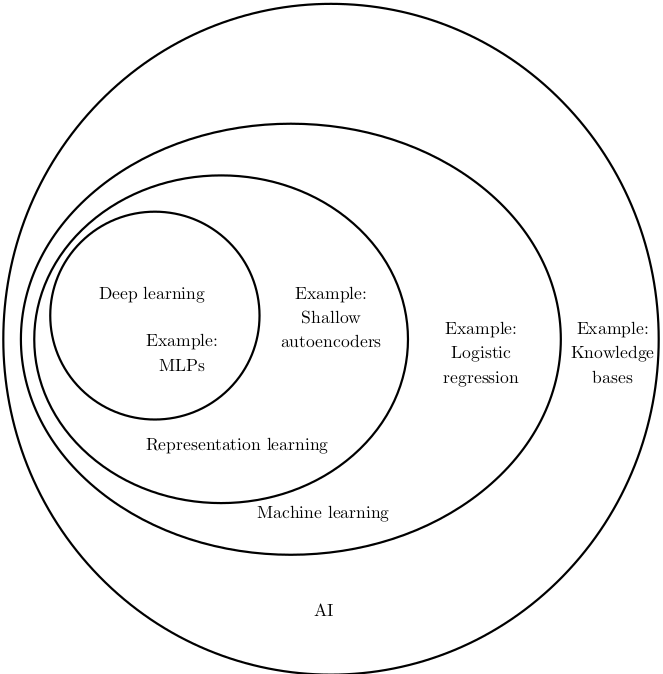 Deep learning
Example:
MLPs
Example:
Shallow
autoencoders
Example:
Logistic
regression
Example:
Knowledge
bases
Representation learning
Machine learning
AI